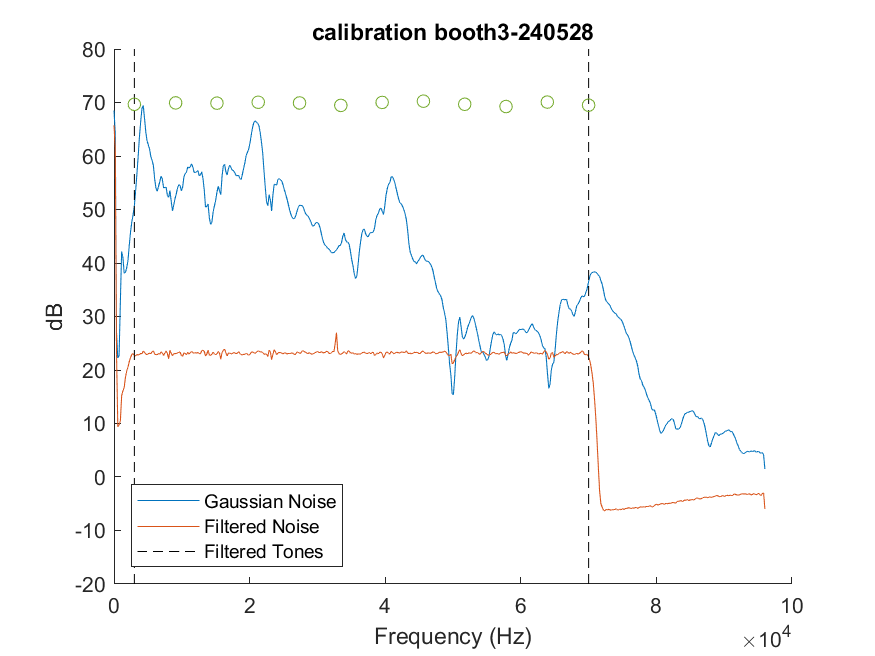 calibration booth3-240528
80
70
60
50
40
30
20
10
0
-10
-20
dB
Gaussian Noise
Filtered Noise
Filtered Tones
0 2 4 6 8 10
Frequency (Hz)
×10⁴